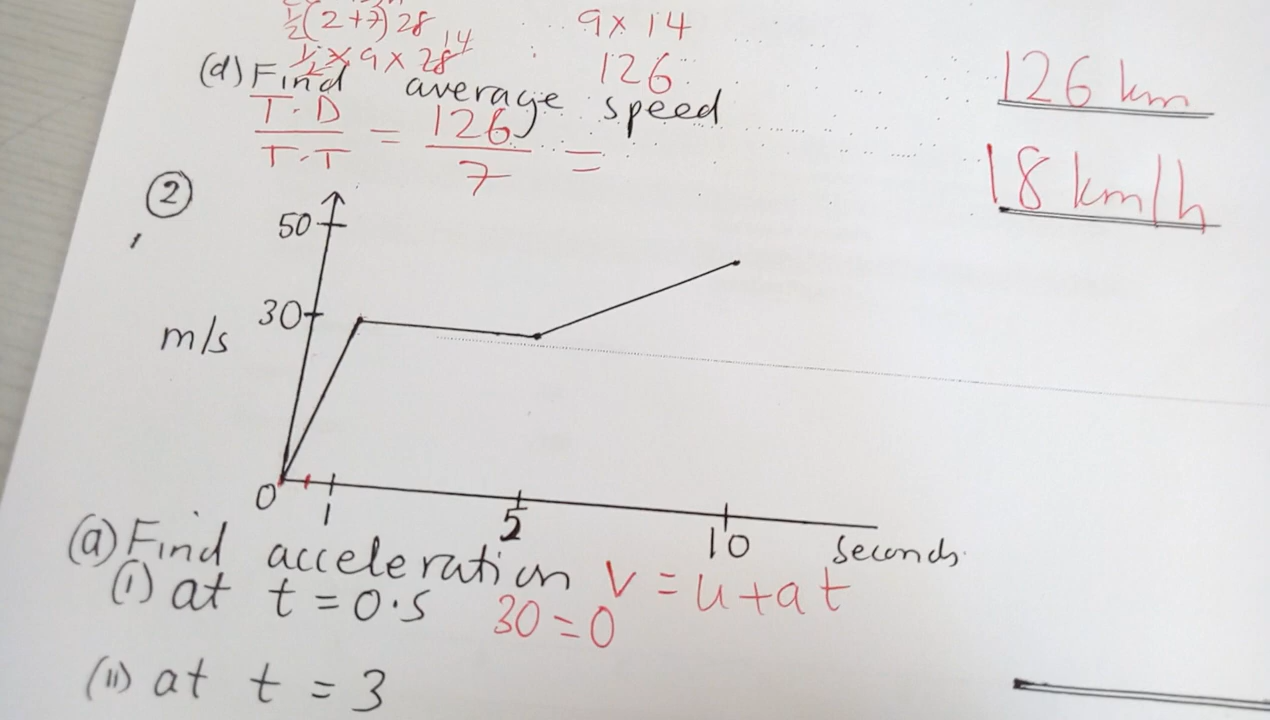 ½(2+7)28 9 x 14
½ x 9 x 28 14 126
(d) Find average speed 126 km
T.D / T.T = 126 / 7 = 18 km/h
②
50
30
m/s
0 1 5 10 seconds
(a) Find acceleration v = u + at
(i) at t = 0.5 30 = 0
(ii) at t = 3